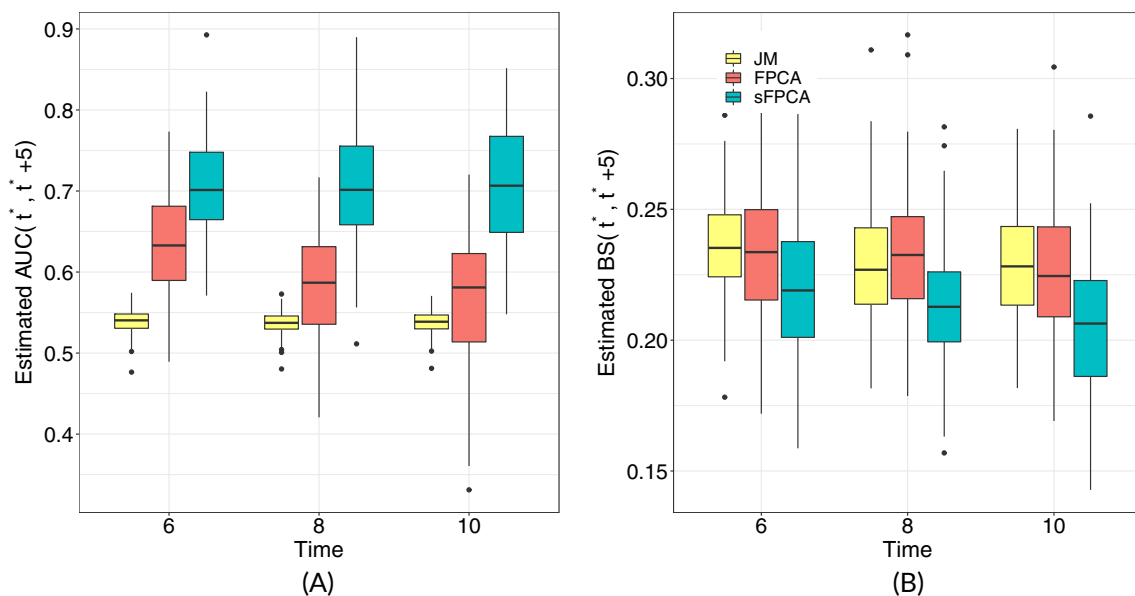 0.9
0.8
0.7
0.6
0.5
0.4
Estimated AUC( t*, t* +5)
6
8
10
Time
(A)
JM
FPCA
sFPCA
0.30
0.25
0.20
0.15
Estimated BS( t*, t* +5)
6
8
10
Time
(B)